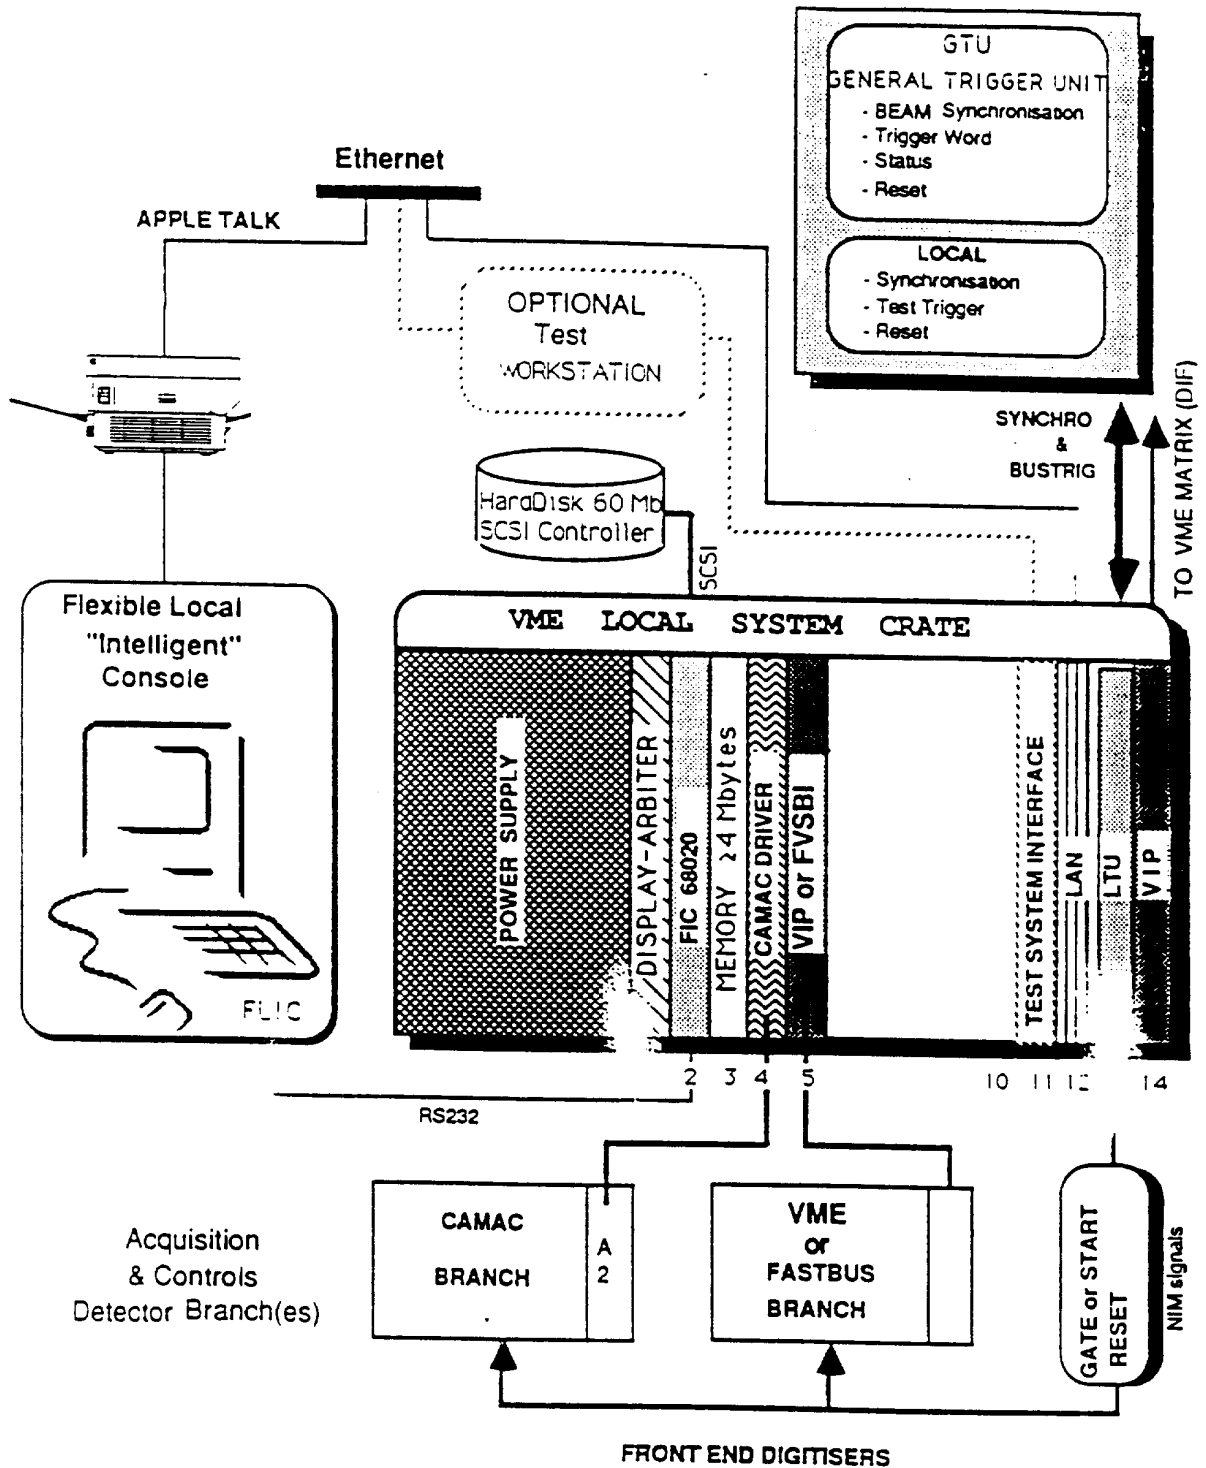 GTU
GENERAL TRIGGER UNIT
- BEAM Synchronisation
- Trigger Word
- Status
- Reset
LOCAL
- Synchronisation
- Test Trigger
- Reset
Ethernet
APPLE TALK
OPTIONAL
Test
WORKSTATION
SYNCHRO
&
BUSTRIG
TO VME MATRIX (DIF)
HardDisk 60 Mb
SCSI Controller
SCSI
Flexible Local
"Intelligent"
Console
FLIC
VME LOCAL SYSTEM CRATE
POWER SUPPLY
DISPLAY-ARBITER
FIC 68020
MEMORY ≥4 Mbytes
CAMAC DRIVER
VIP or FVSBI
TEST SYSTEM INTERFACE
LAN
LTU
VIP
2 3 4 5 10 11 12 14
RS232
CAMAC
BRANCH
A
2
VME
or
FASTBUS
BRANCH
GATE or START
RESET
NIM signals
Acquisition
& Controls
Detector Branch(es)
FRONT END DIGITISERS